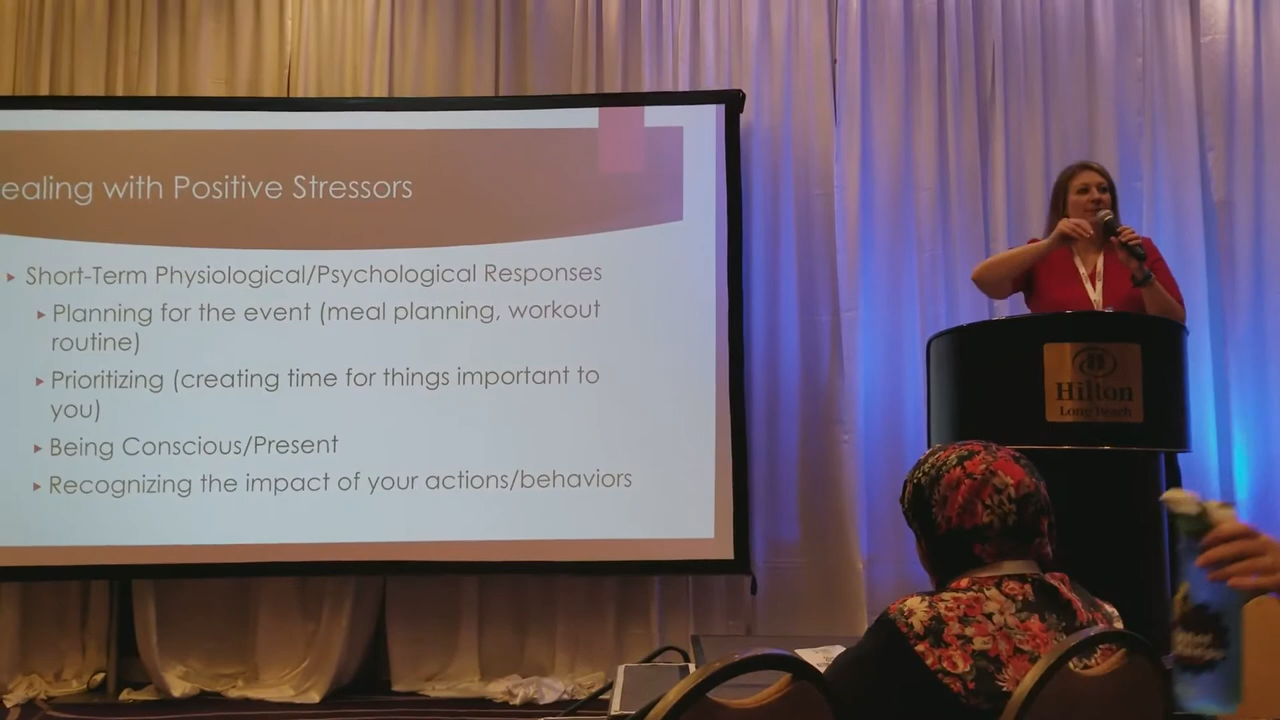 ealing with Positive Stressors
Short-Term Physiological/Psychological Responses
Planning for the event (meal planning, workout
routine)
Prioritizing (creating time for things important to
you)
Being Conscious/Present
Recognizing the impact of your actions/behaviors
Hilton
Long Beach